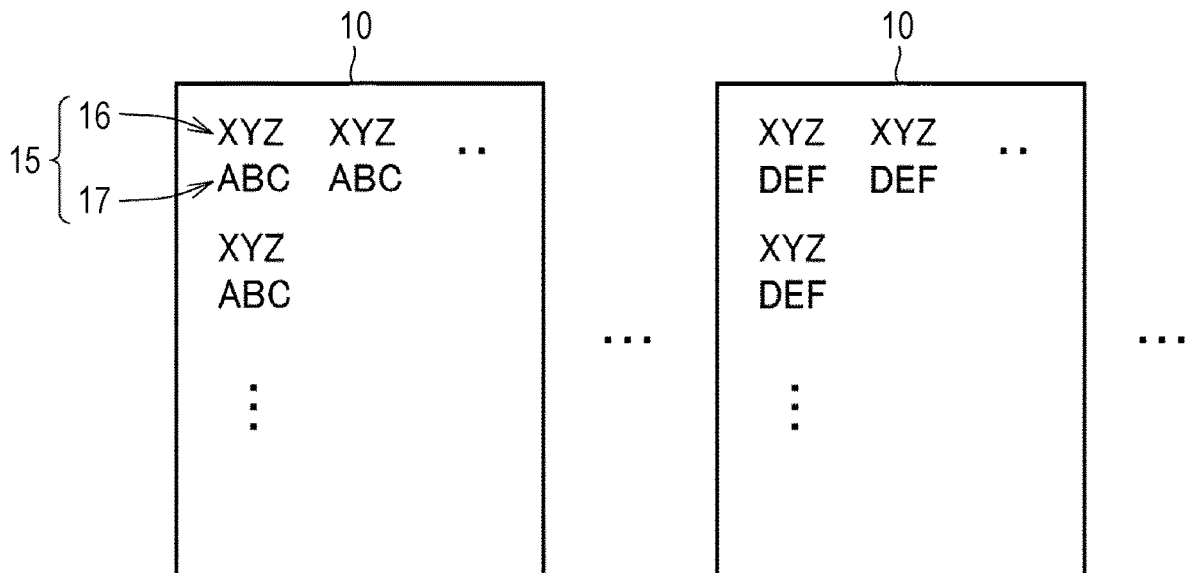 10 10
16 XYZ XYZ .. XYZ XYZ ..
15
17 ABC ABC DEF DEF
XYZ XYZ
ABC DEF
... ...